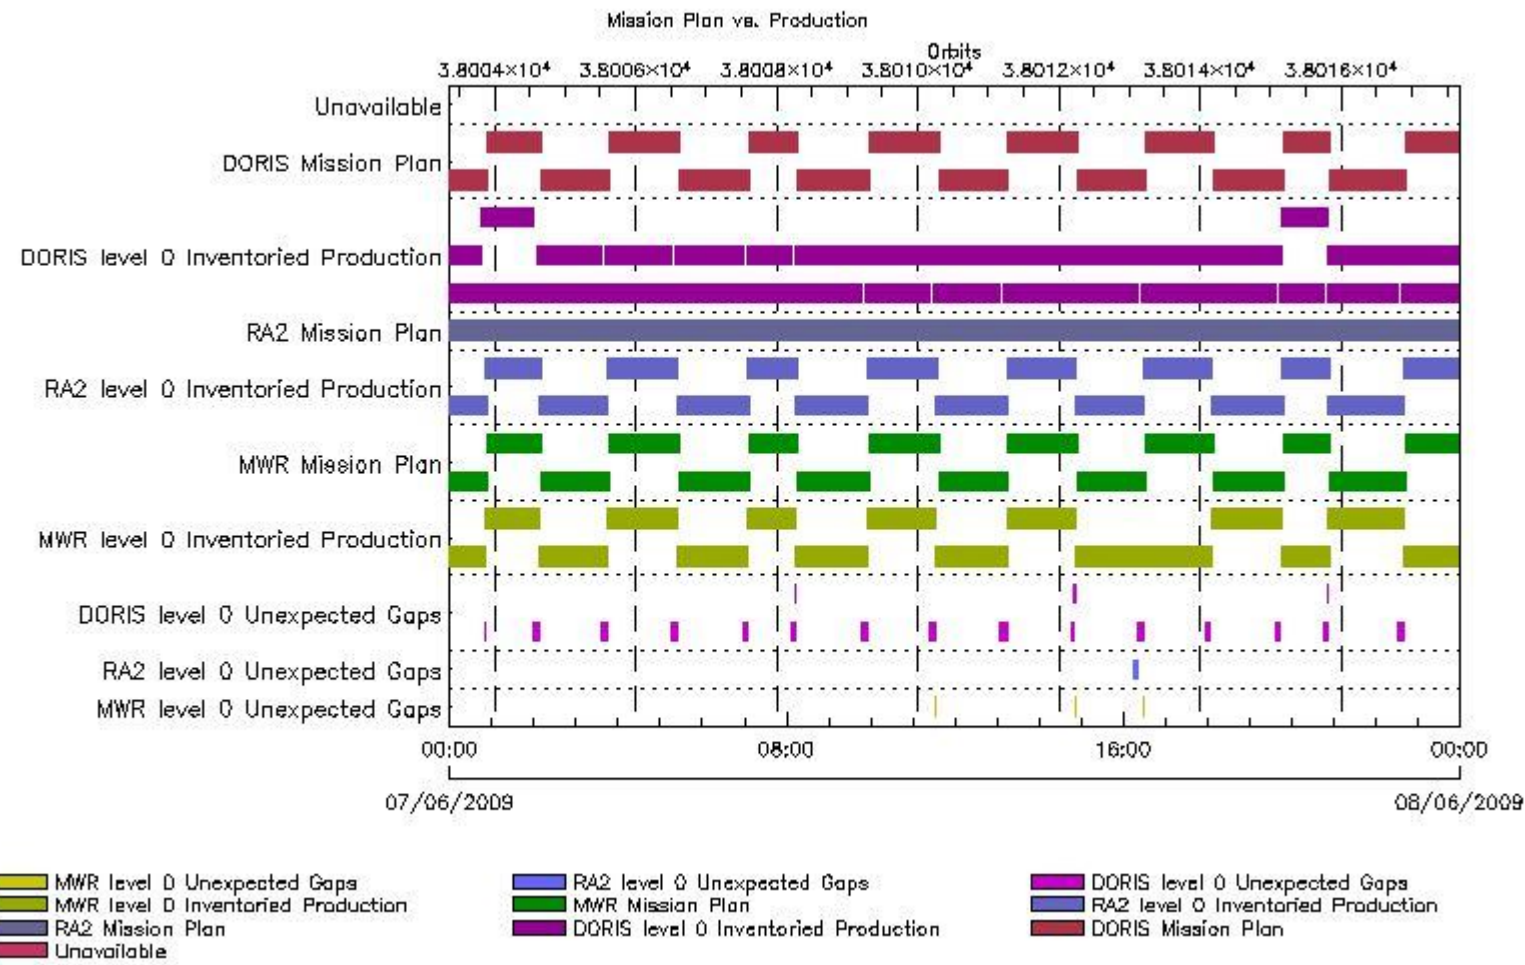 Mission Plan vs. Production
Orbits
3.8004×10⁴ 3.8006×10⁴ 3.8008×10⁴ 3.8010×10⁴ 3.8012×10⁴ 3.8014×10⁴ 3.8016×10⁴
Unavailable
DORIS Mission Plan
DORIS level 0 Inventoried Production
RA2 Mission Plan
RA2 level 0 Inventoried Production
MWR Mission Plan
MWR level 0 Inventoried Production
DORIS level 0 Unexpected Gaps
RA2 level 0 Unexpected Gaps
MWR level 0 Unexpected Gaps
00:00 08:00 16:00 00:00
07/06/2009 08/06/2009
MWR level 0 Unexpected Gaps RA2 level 0 Unexpected Gaps DORIS level 0 Unexpected Gaps
MWR level 0 Inventoried Production MWR Mission Plan RA2 level 0 Inventoried Production
RA2 Mission Plan DORIS level 0 Inventoried Production DORIS Mission Plan
Unavailable